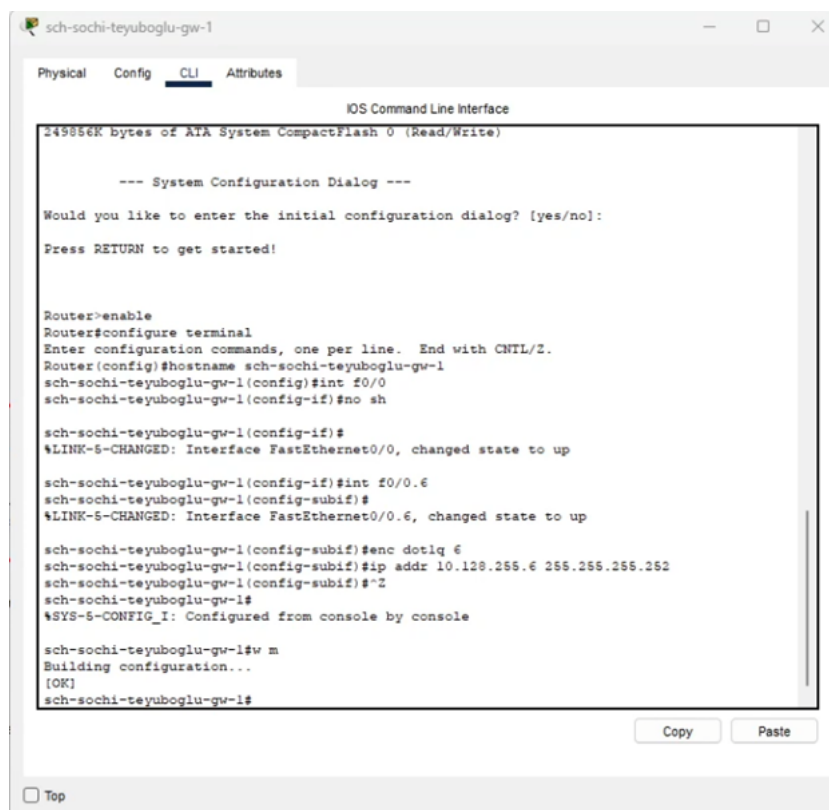 sch-sochi-teyuboglu-gw-1
Physical Config CLI Attributes
IOS Command Line Interface
249856K bytes of ATA System CompactFlash 0 (Read/Write)
--- System Configuration Dialog ---
Would you like to enter the initial configuration dialog? [yes/no]:
Press RETURN to get started!
Router>enable
Router#configure terminal
Enter configuration commands, one per line.  End with CNTL/Z.
Router(config)#hostname sch-sochi-teyuboglu-gw-1
sch-sochi-teyuboglu-gw-1(config)#int f0/0
sch-sochi-teyuboglu-gw-1(config-if)#no sh
sch-sochi-teyuboglu-gw-1(config-if)#
%LINK-5-CHANGED: Interface FastEthernet0/0, changed state to up
sch-sochi-teyuboglu-gw-1(config-if)#int f0/0.6
sch-sochi-teyuboglu-gw-1(config-subif)#
%LINK-5-CHANGED: Interface FastEthernet0/0.6, changed state to up
sch-sochi-teyuboglu-gw-1(config-subif)#enc dot1q 6
sch-sochi-teyuboglu-gw-1(config-subif)#ip addr 10.128.255.6 255.255.255.252
sch-sochi-teyuboglu-gw-1(config-subif)#^Z
sch-sochi-teyuboglu-gw-1#
%SYS-5-CONFIG_I: Configured from console by console
sch-sochi-teyuboglu-gw-1#w m
Building configuration...
[OK]
sch-sochi-teyuboglu-gw-1#
Copy Paste
Top